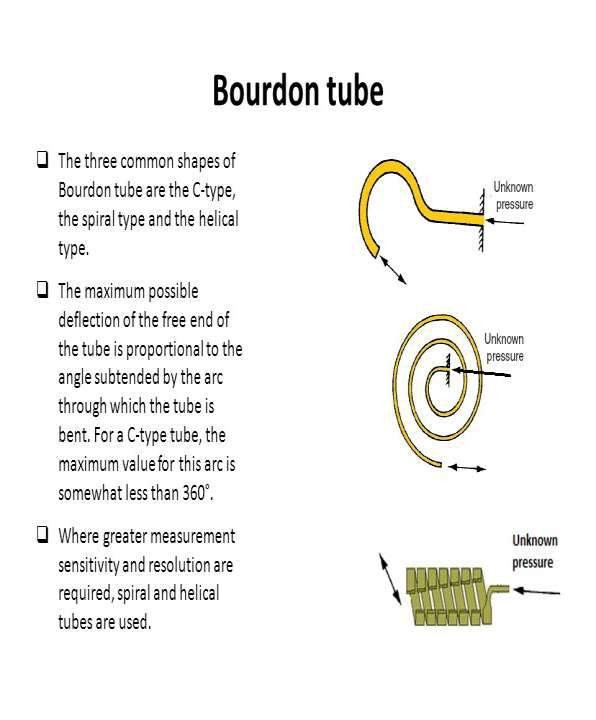 Bourdon tube
❑ The three common shapes of
Bourdon tube are the C-type,
the spiral type and the helical
type.
❑ The maximum possible
deflection of the free end of
the tube is proportional to the
angle subtended by the arc
through which the tube is
bent. For a C-type tube, the
maximum value for this arc is
somewhat less than 360°.
❑ Where greater measurement
sensitivity and resolution are
required, spiral and helical
tubes are used.
Unknown
pressure
Unknown
pressure
Unknown
pressure